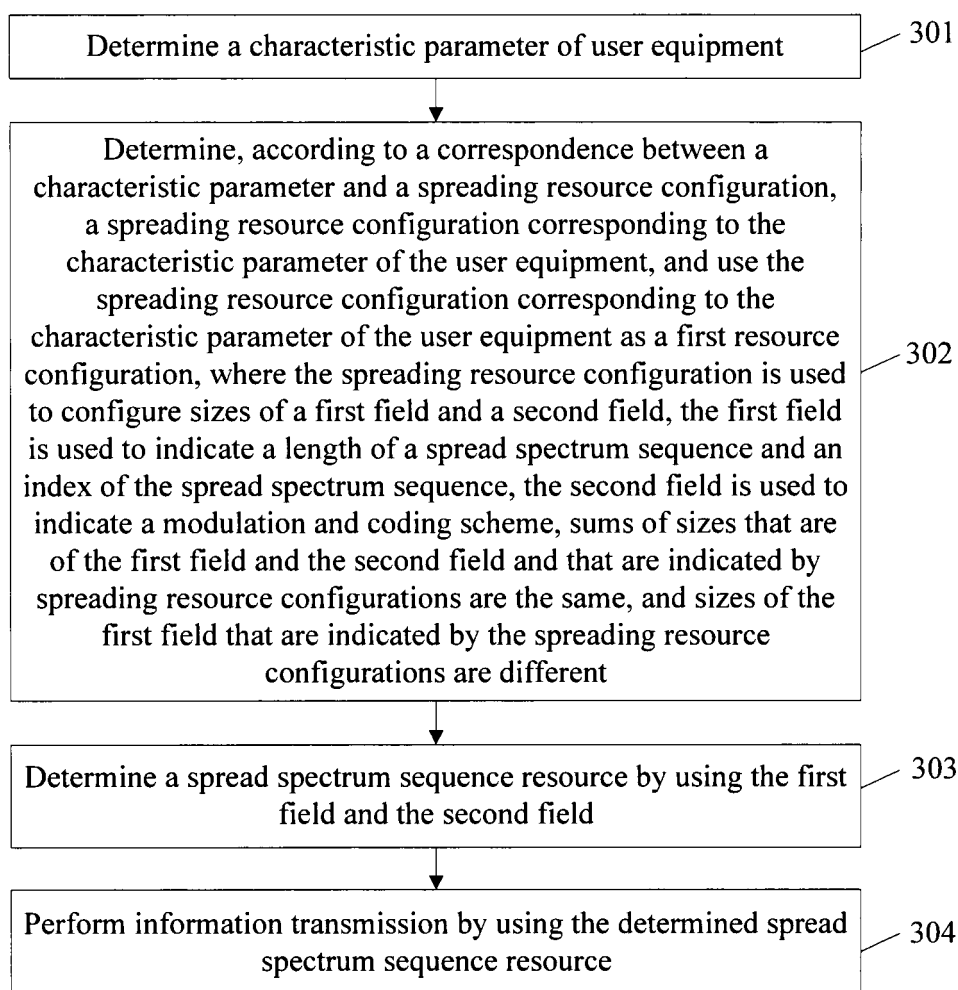 Determine a characteristic parameter of user equipment
301
Determine, according to a correspondence between a
characteristic parameter and a spreading resource configuration,
a spreading resource configuration corresponding to the
characteristic parameter of the user equipment, and use the
spreading resource configuration corresponding to the
characteristic parameter of the user equipment as a first resource
configuration, where the spreading resource configuration is used
to configure sizes of a first field and a second field, the first field
is used to indicate a length of a spread spectrum sequence and an
index of the spread spectrum sequence, the second field is used to
indicate a modulation and coding scheme, sums of sizes that are
of the first field and the second field and that are indicated by
spreading resource configurations are the same, and sizes of the
first field that are indicated by the spreading resource
configurations are different
302
Determine a spread spectrum sequence resource by using the first
field and the second field
303
Perform information transmission by using the determined spread
spectrum sequence resource
304